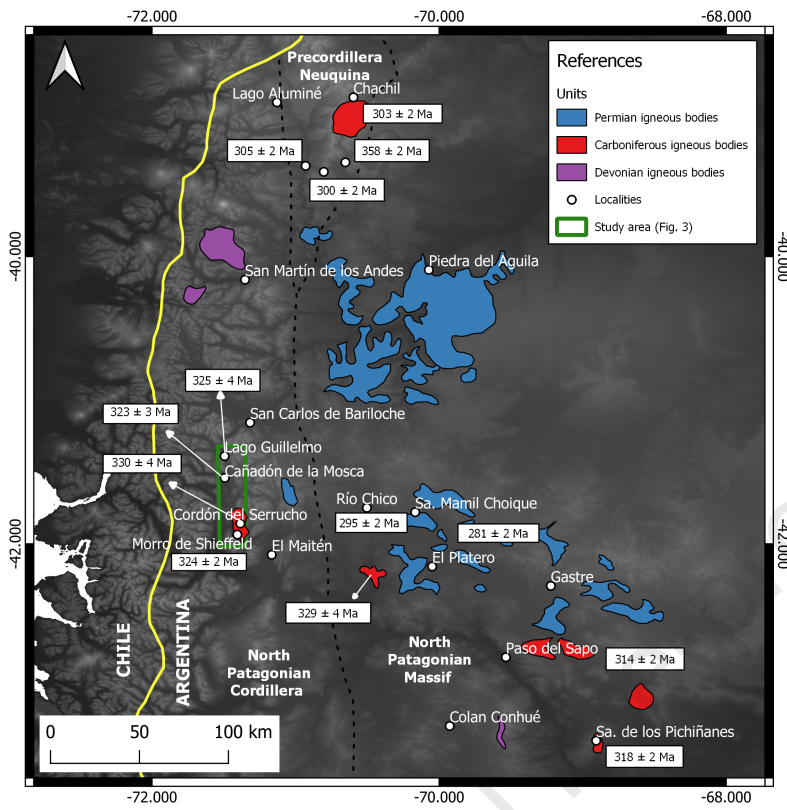 -72.000
-70.000
-68.000
Precordillera
Neuquina
Lago Aluminé
Chachil
303 ± 2 Ma
305 ± 2 Ma
358 ± 2 Ma
300 ± 2 Ma
References
Units
Permian igneous bodies
Carboniferous igneous bodies
Devonian igneous bodies
Localities
Study area (Fig. 3)
-40.000
-40.000
San Martín de los Andes
Piedra del Águila
325 ± 4 Ma
323 ± 3 Ma
San Carlos de Bariloche
Lago Guillelmo
330 ± 4 Ma
Cañadón de la Mosca
Río Chico
Sa. Mamil Choique
295 ± 2 Ma
281 ± 2 Ma
Cordón del Serrucho
-42.000
-42.000
Morro de Shieffeld
El Maitén
324 ± 2 Ma
El Platero
Gastre
329 ± 4 Ma
CHILE
ARGENTINA
North
Patagonian
Cordillera
North
Patagonian
Massif
Paso del Sapo
314 ± 2 Ma
Colan Conhué
Sa. de los Pichiñanes
318 ± 2 Ma
0
50
100 km
-72.000
-70.000
-68.000